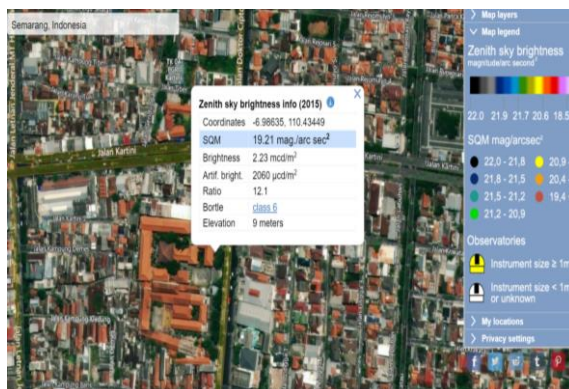 Semarang, Indonesia
Jalan Kartini
Jalan Kartini
Zenith sky brightness info (2015)
Coordinates -6.98635, 110.43449
SQM 19.21 mag./arc sec²
Brightness 2.23 mcd/m²
Artif. bright. 2060 μcd/m²
Ratio 12.1
Bortle class 6
Elevation 9 meters
Map layers
Map legend
Zenith sky brightness
magnitude/arc second²
22.0 21.9 21.7 20.6 18.5
SQM mag/arcsec²
22,0 - 21,8
20,9
21,8 - 21,5
20,4
21,5 - 21,2
19,4
21,2 - 20,9
Observatories
Instrument size ≥ 1m
Instrument size < 1m
or unknown
My locations
Privacy settings